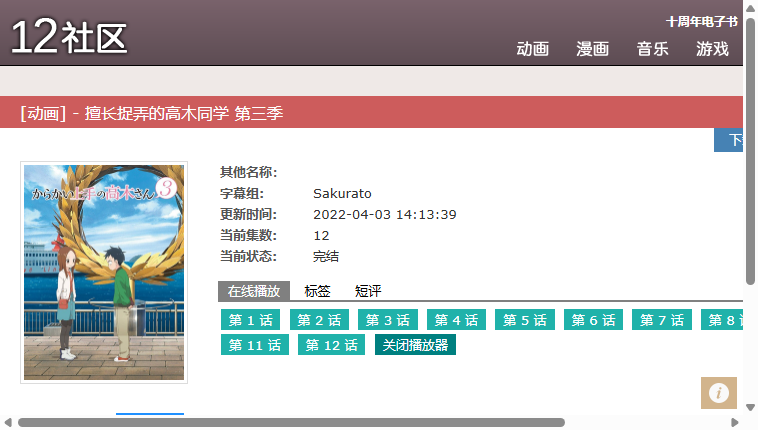 12社区
十周年电子书
动画 漫画 音乐 游戏
[动画] - 擅长捉弄的高木同学 第三季
からかい上手の高木さん 3
其他名称:
字幕组: Sakurato
更新时间: 2022-04-03 14:13:39
当前集数: 12
当前状态: 完结
在线播放 标签 短评
第 1 话 第 2 话 第 3 话 第 4 话 第 5 话 第 6 话 第 7 话 第 8
第 11 话 第 12 话 关闭播放器
i